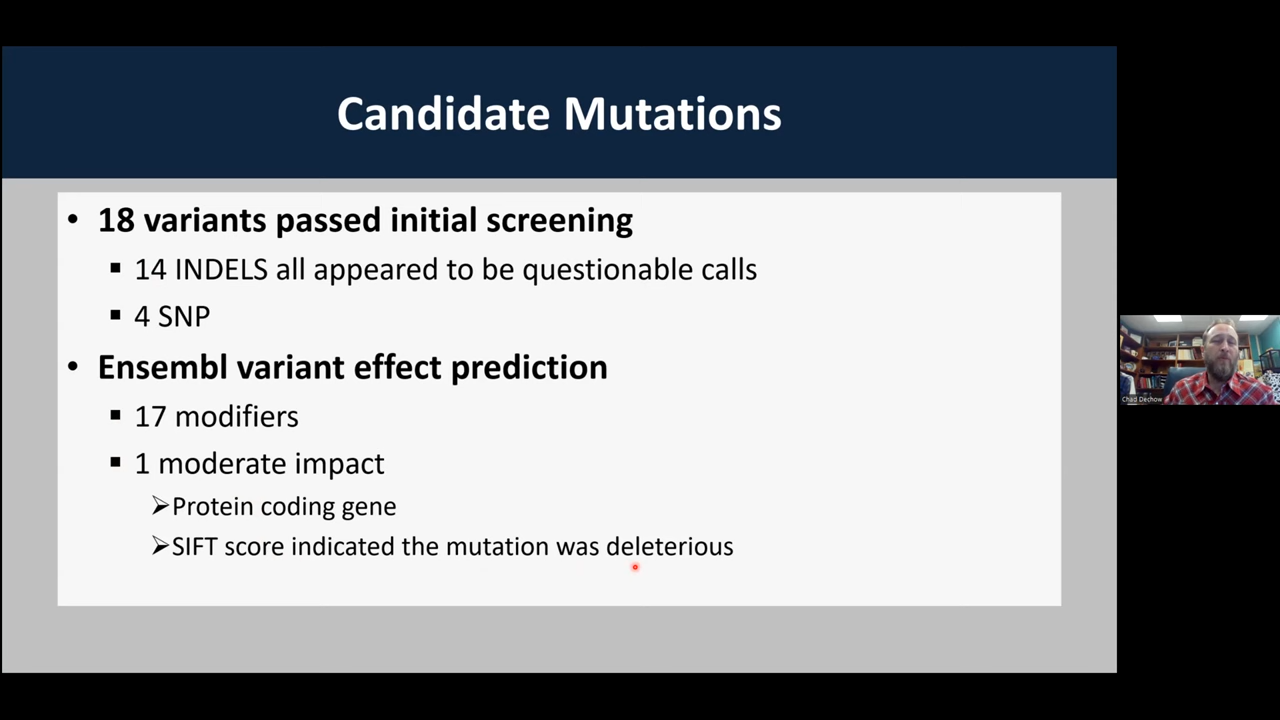 Candidate Mutations
• 18 variants passed initial screening
▪ 14 INDELS all appeared to be questionable calls
▪ 4 SNP
• Ensembl variant effect prediction
▪ 17 modifiers
▪ 1 moderate impact
➢Protein coding gene
➢SIFT score indicated the mutation was deleterious
Chad Dechow